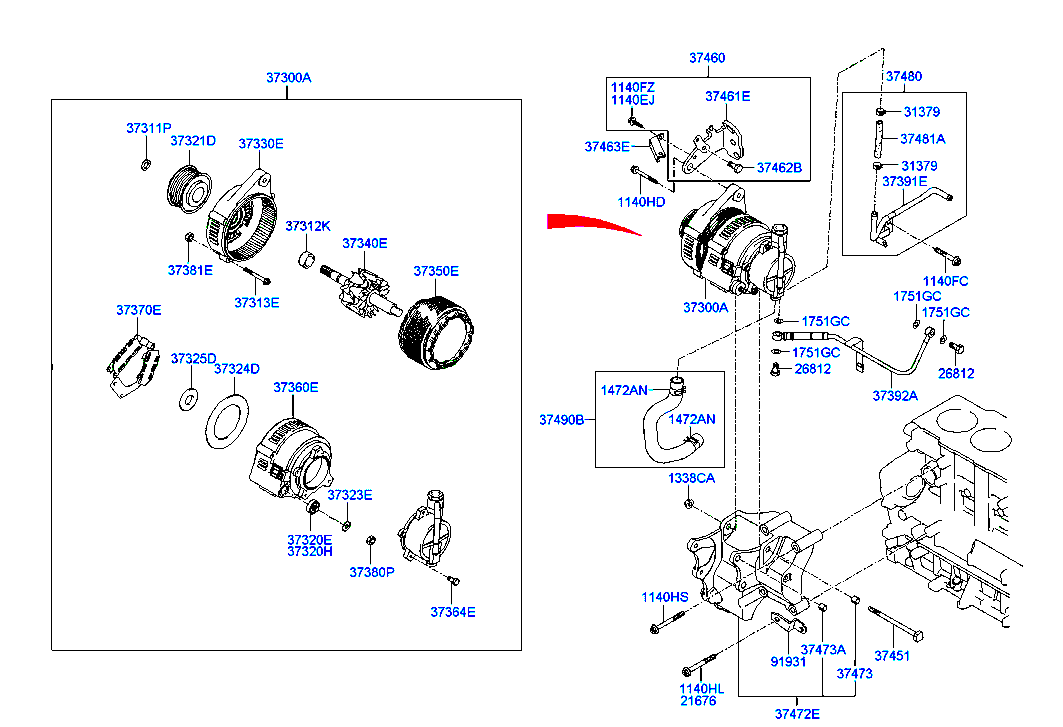 37300A
37311P
37321D
37330E
37312K
37340E
37350E
37381E
37313E
37370E
37325D
37324D
37360E
37323E
37320E
37320H
37380P
37364E
37460
1140FZ
1140EJ
37461E
37463E
37462B
1140HD
37480
31379
37481A
31379
37391E
1140FC
37300A
1751GC
1751GC
1751GC
1751GC
26812
26812
37392A
1472AN
37490B
1472AN
1338CA
1140HS
37473A
91931
37451
37473
1140HL
21676
37472E